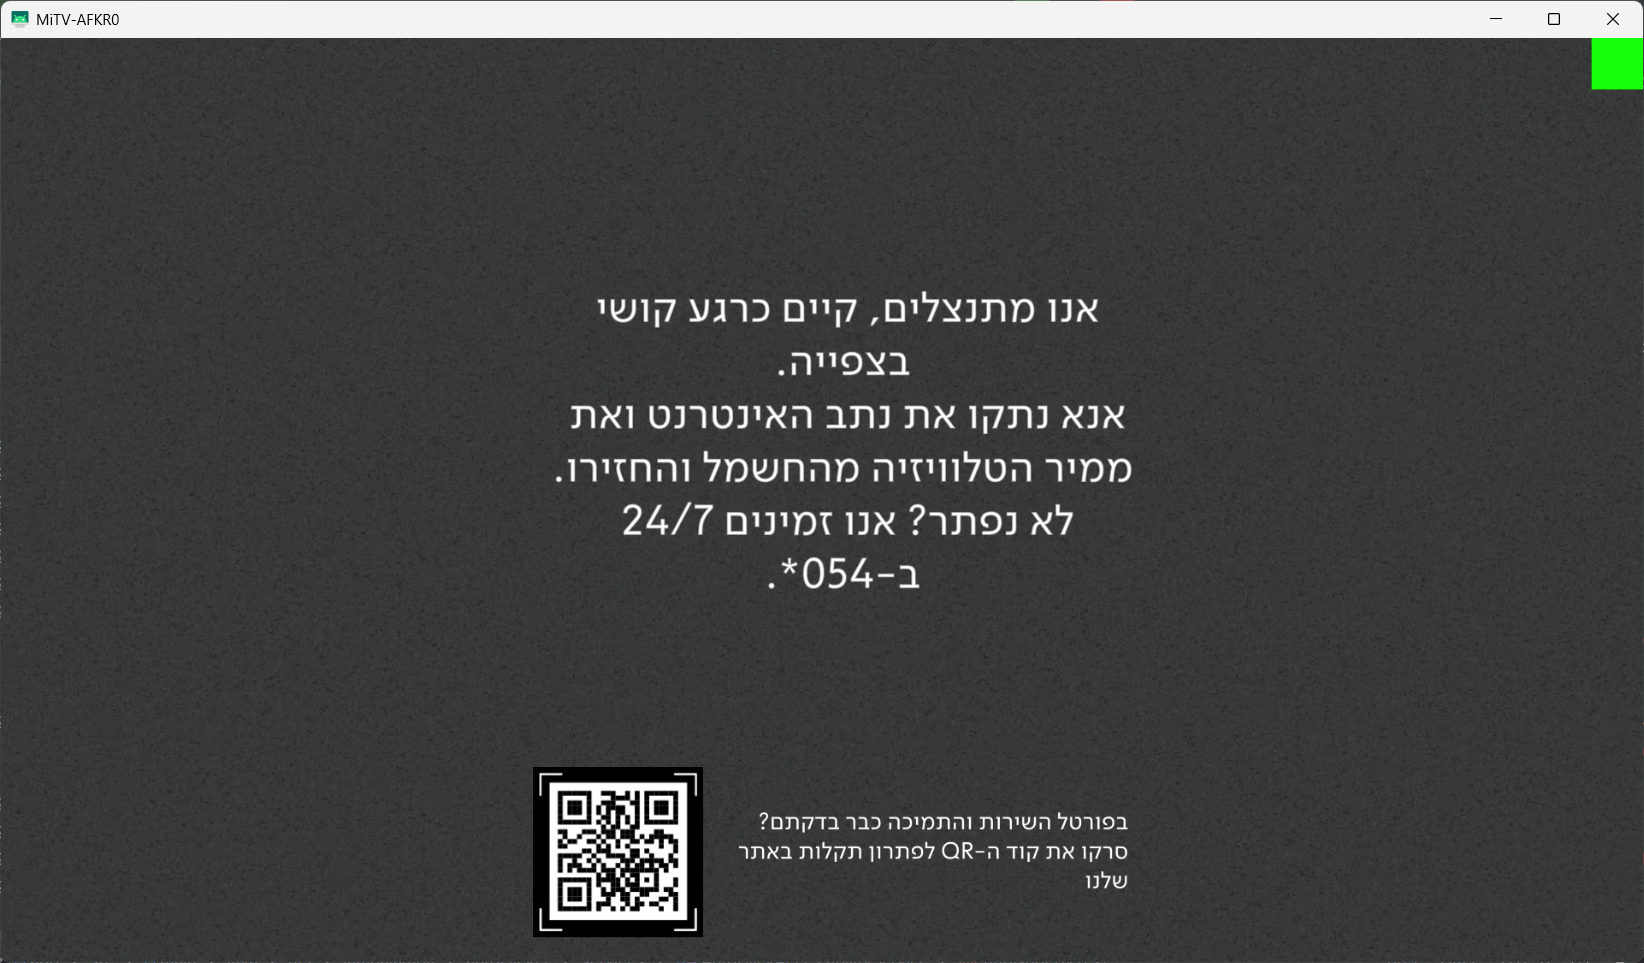 MiTV-AFKR0
אנו מתנצלים, קיים כרגע קושי
בצפייה.
אנא נתקו את נתב האינטרנט ואת
ממיר הטלוויזיה מהחשמל והחזירו.
לא נפתר? אנו זמינים 24/7
ב-054*.
בפורטל השירות והתמיכה כבר בדקתם?
סרקו את קוד ה-QR לפתרון תקלות באתר
שלנו